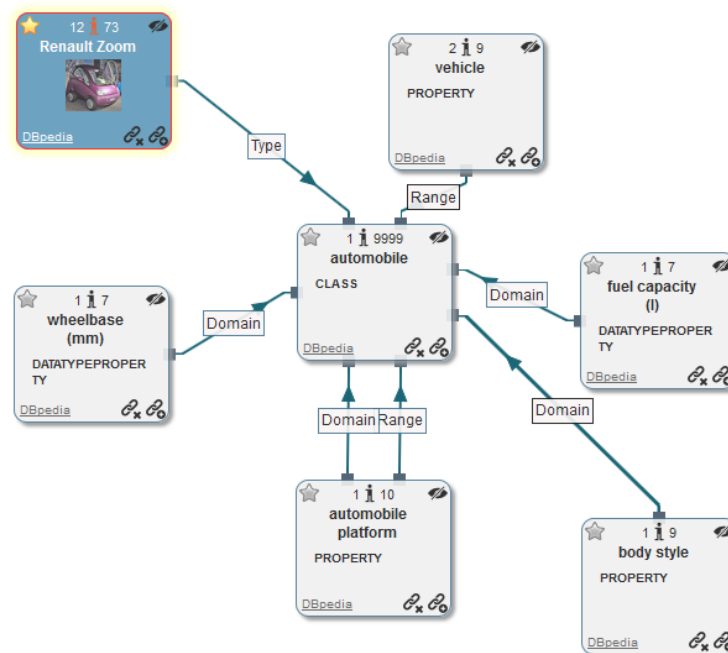 12 73
Renault Zoom
DBpedia
2 9
vehicle
PROPERTY
DBpedia
Type
Range
1 9999
automobile
CLASS
DBpedia
1 7
wheelbase
(mm)
DATATYPEPROPER
TY
DBpedia
Domain
Domain
1 7
fuel capacity
(l)
DATATYPEPROPER
TY
DBpedia
Domain
Range
Domain
1 10
automobile
platform
PROPERTY
DBpedia
1 9
body style
PROPERTY
DBpedia